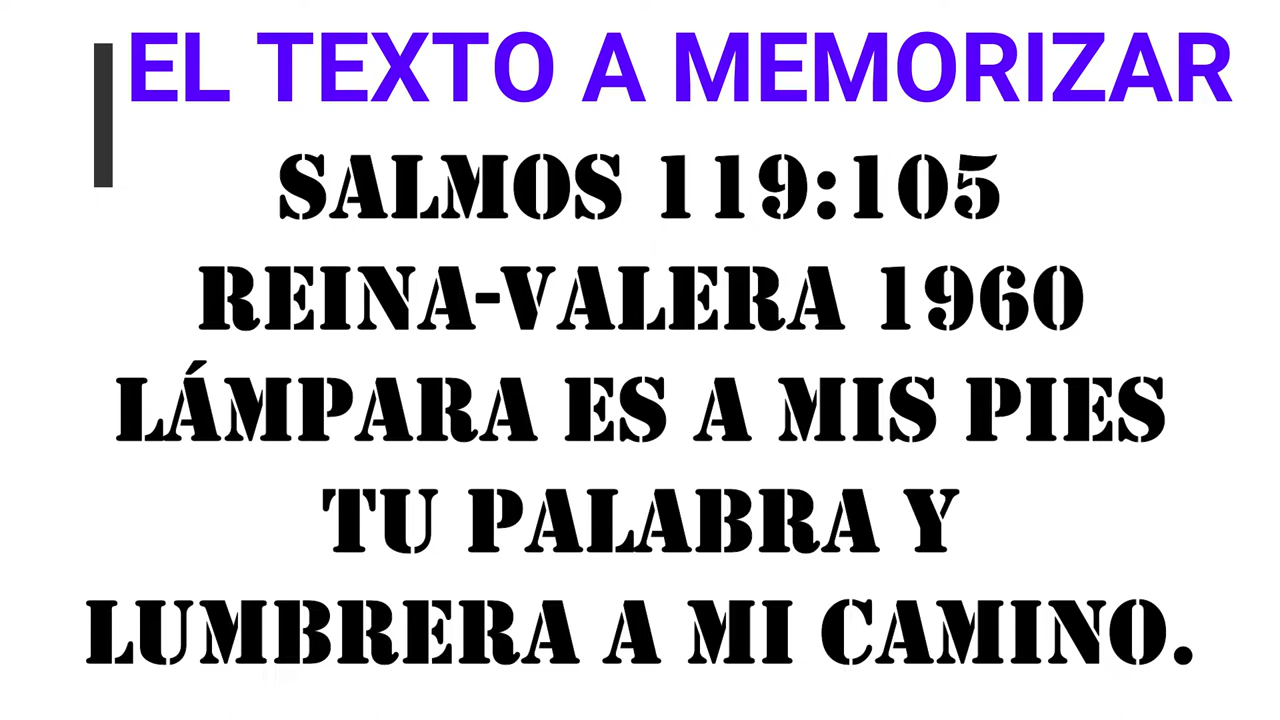 EL TEXTO A MEMORIZAR
SALMOS 119:105
REINA-VALERA 1960
LÁMPARA ES A MIS PIES
TU PALABRA Y
LUMBRERA A MI CAMINO.